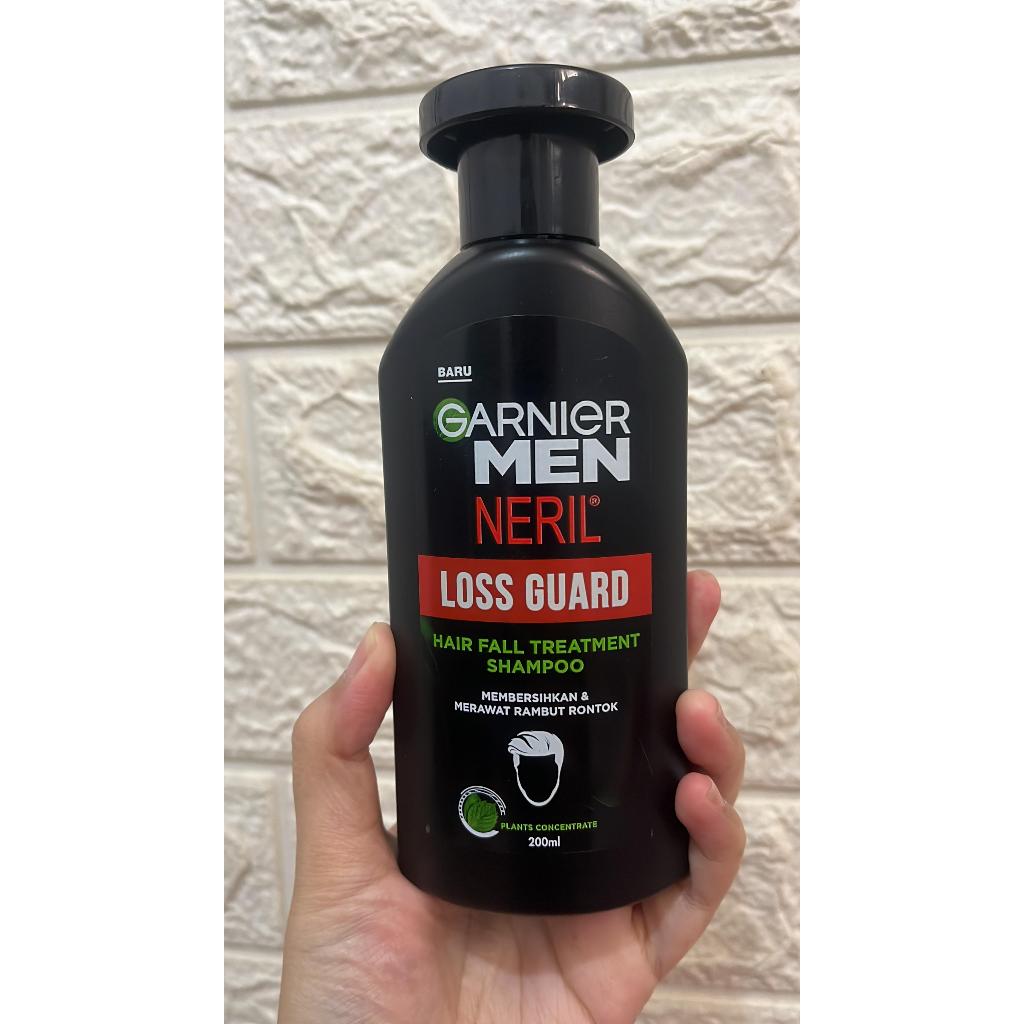 BARU
GARNIER
MEN
NERIL®
LOSS GUARD
HAIR FALL TREATMENT
SHAMPOO
MEMBERSIHKAN &
MERAWAT RAMBUT RONTOK
PLANTS CONCENTRATE
200ml